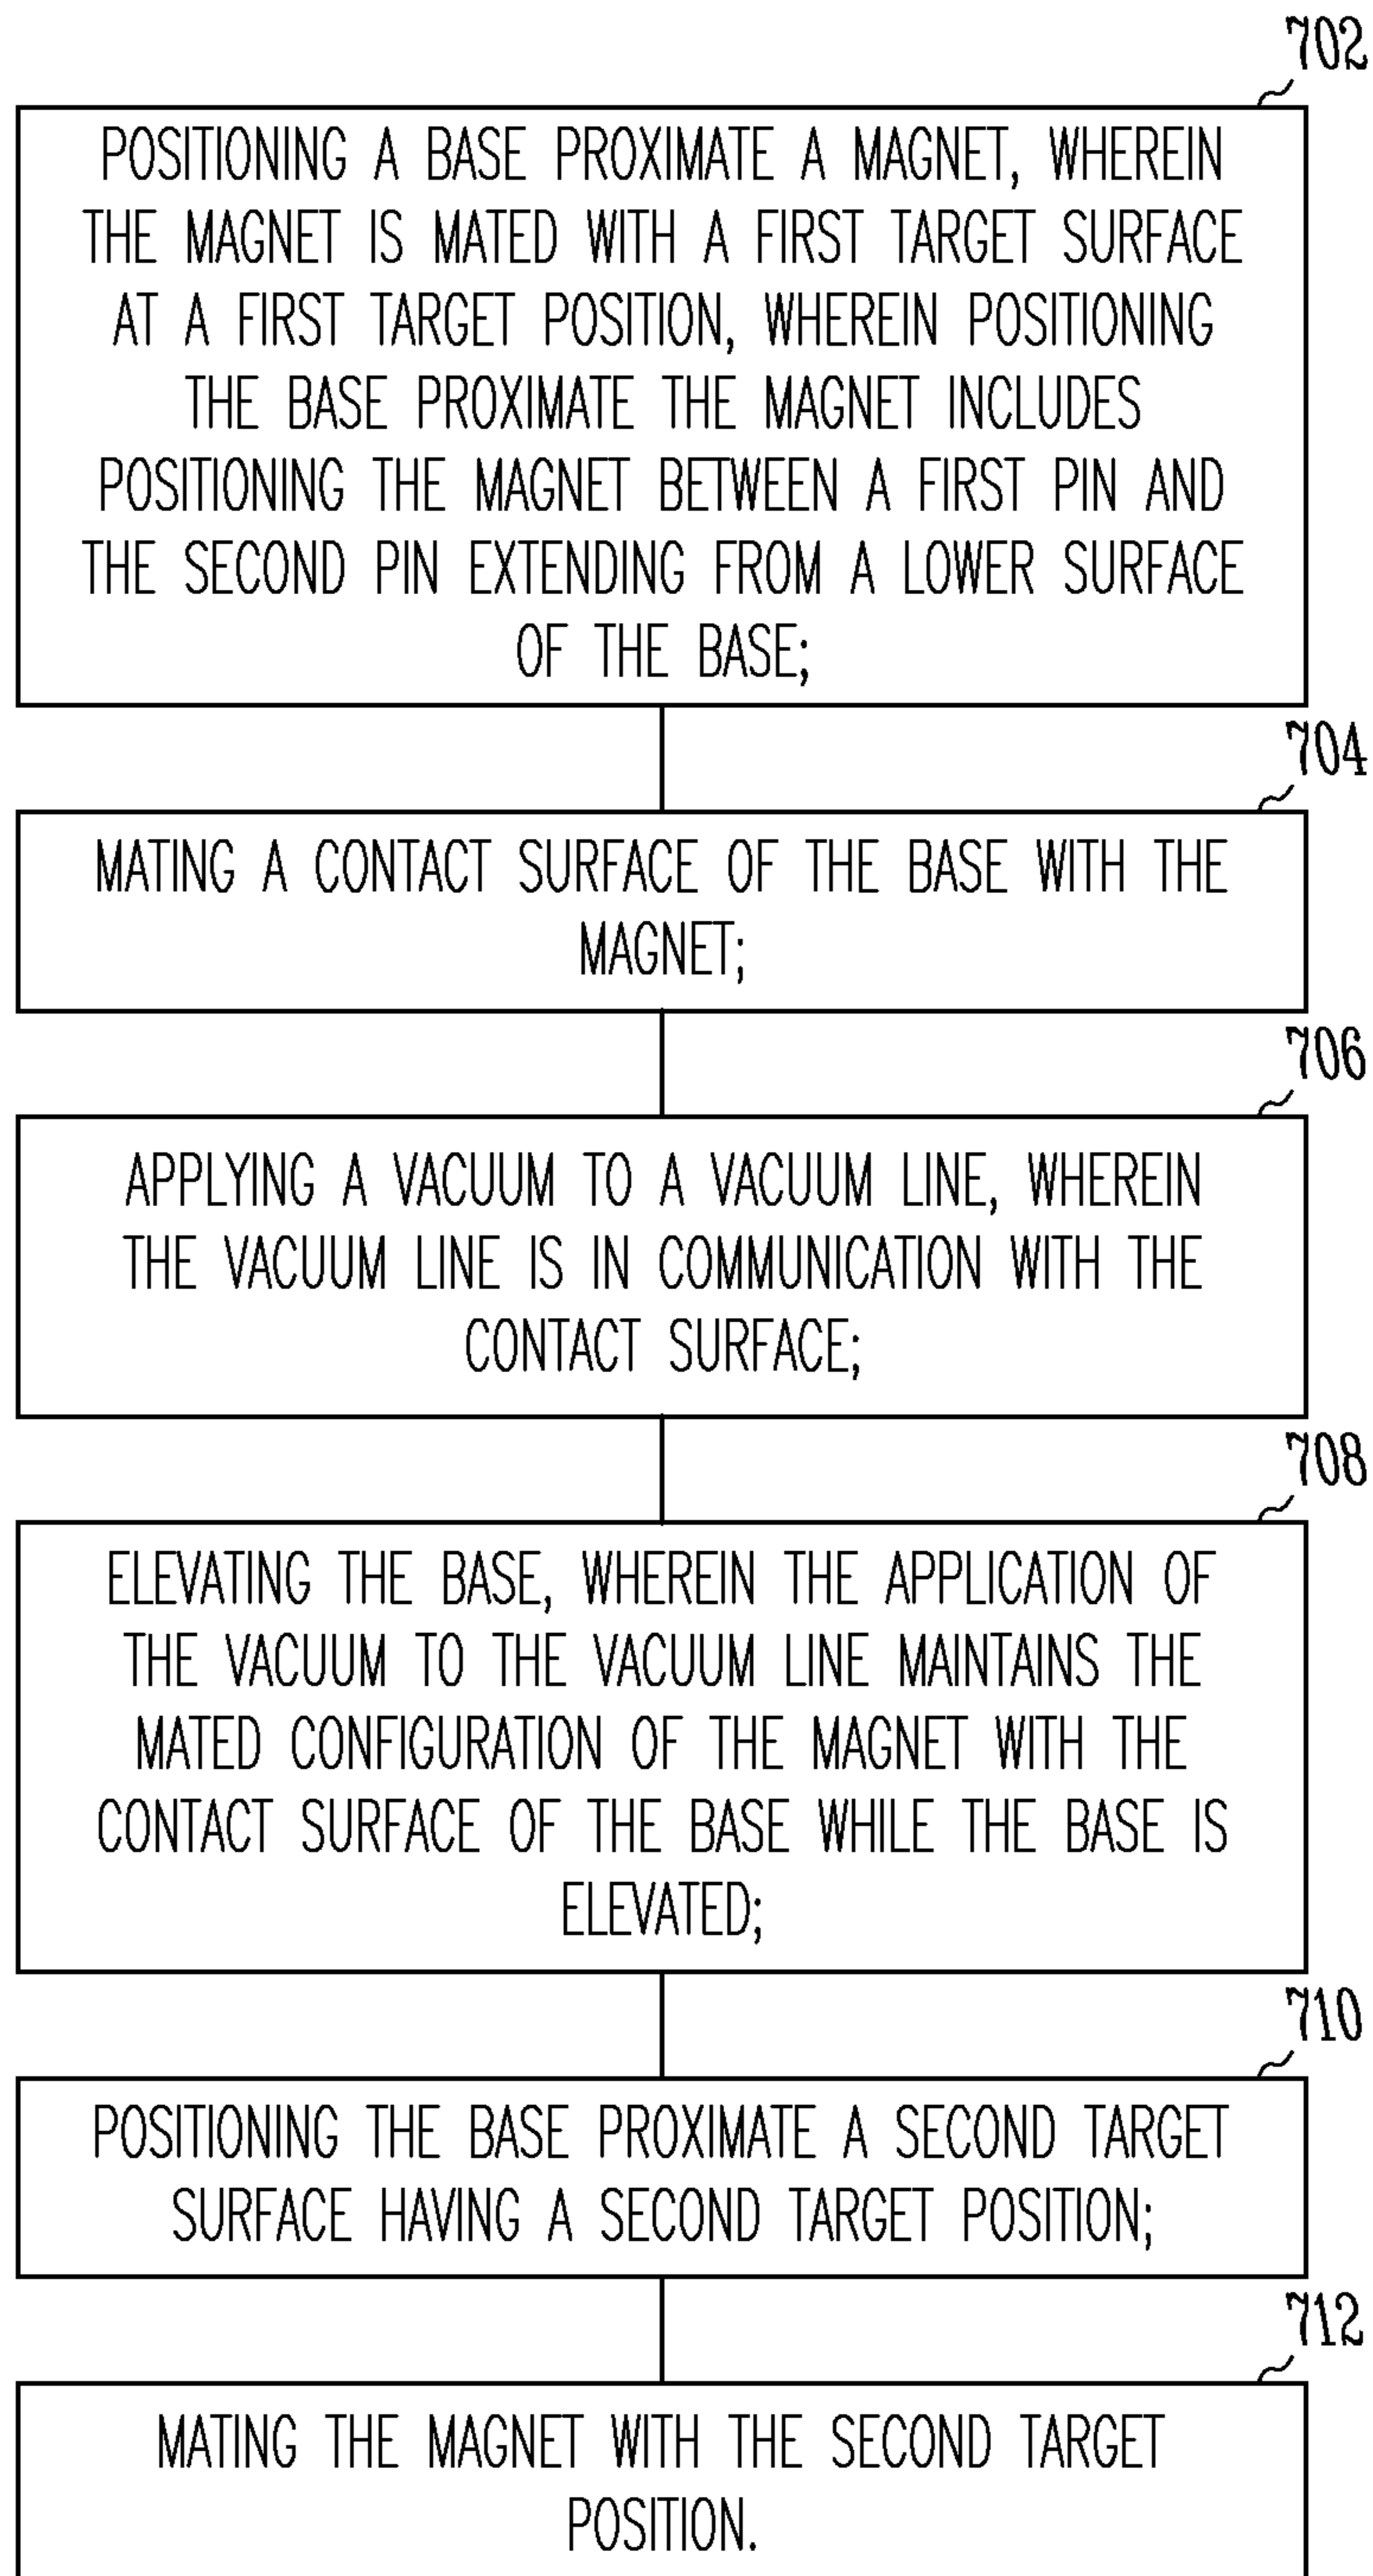 702
POSITIONING A BASE PROXIMATE A MAGNET, WHEREIN
THE MAGNET IS MATED WITH A FIRST TARGET SURFACE
AT A FIRST TARGET POSITION, WHEREIN POSITIONING
THE BASE PROXIMATE THE MAGNET INCLUDES
POSITIONING THE MAGNET BETWEEN A FIRST PIN AND
THE SECOND PIN EXTENDING FROM A LOWER SURFACE
OF THE BASE;
704
MATING A CONTACT SURFACE OF THE BASE WITH THE
MAGNET;
706
APPLYING A VACUUM TO A VACUUM LINE, WHEREIN
THE VACUUM LINE IS IN COMMUNICATION WITH THE
CONTACT SURFACE;
708
ELEVATING THE BASE, WHEREIN THE APPLICATION OF
THE VACUUM TO THE VACUUM LINE MAINTAINS THE
MATED CONFIGURATION OF THE MAGNET WITH THE
CONTACT SURFACE OF THE BASE WHILE THE BASE IS
ELEVATED;
710
POSITIONING THE BASE PROXIMATE A SECOND TARGET
SURFACE HAVING A SECOND TARGET POSITION;
712
MATING THE MAGNET WITH THE SECOND TARGET
POSITION.